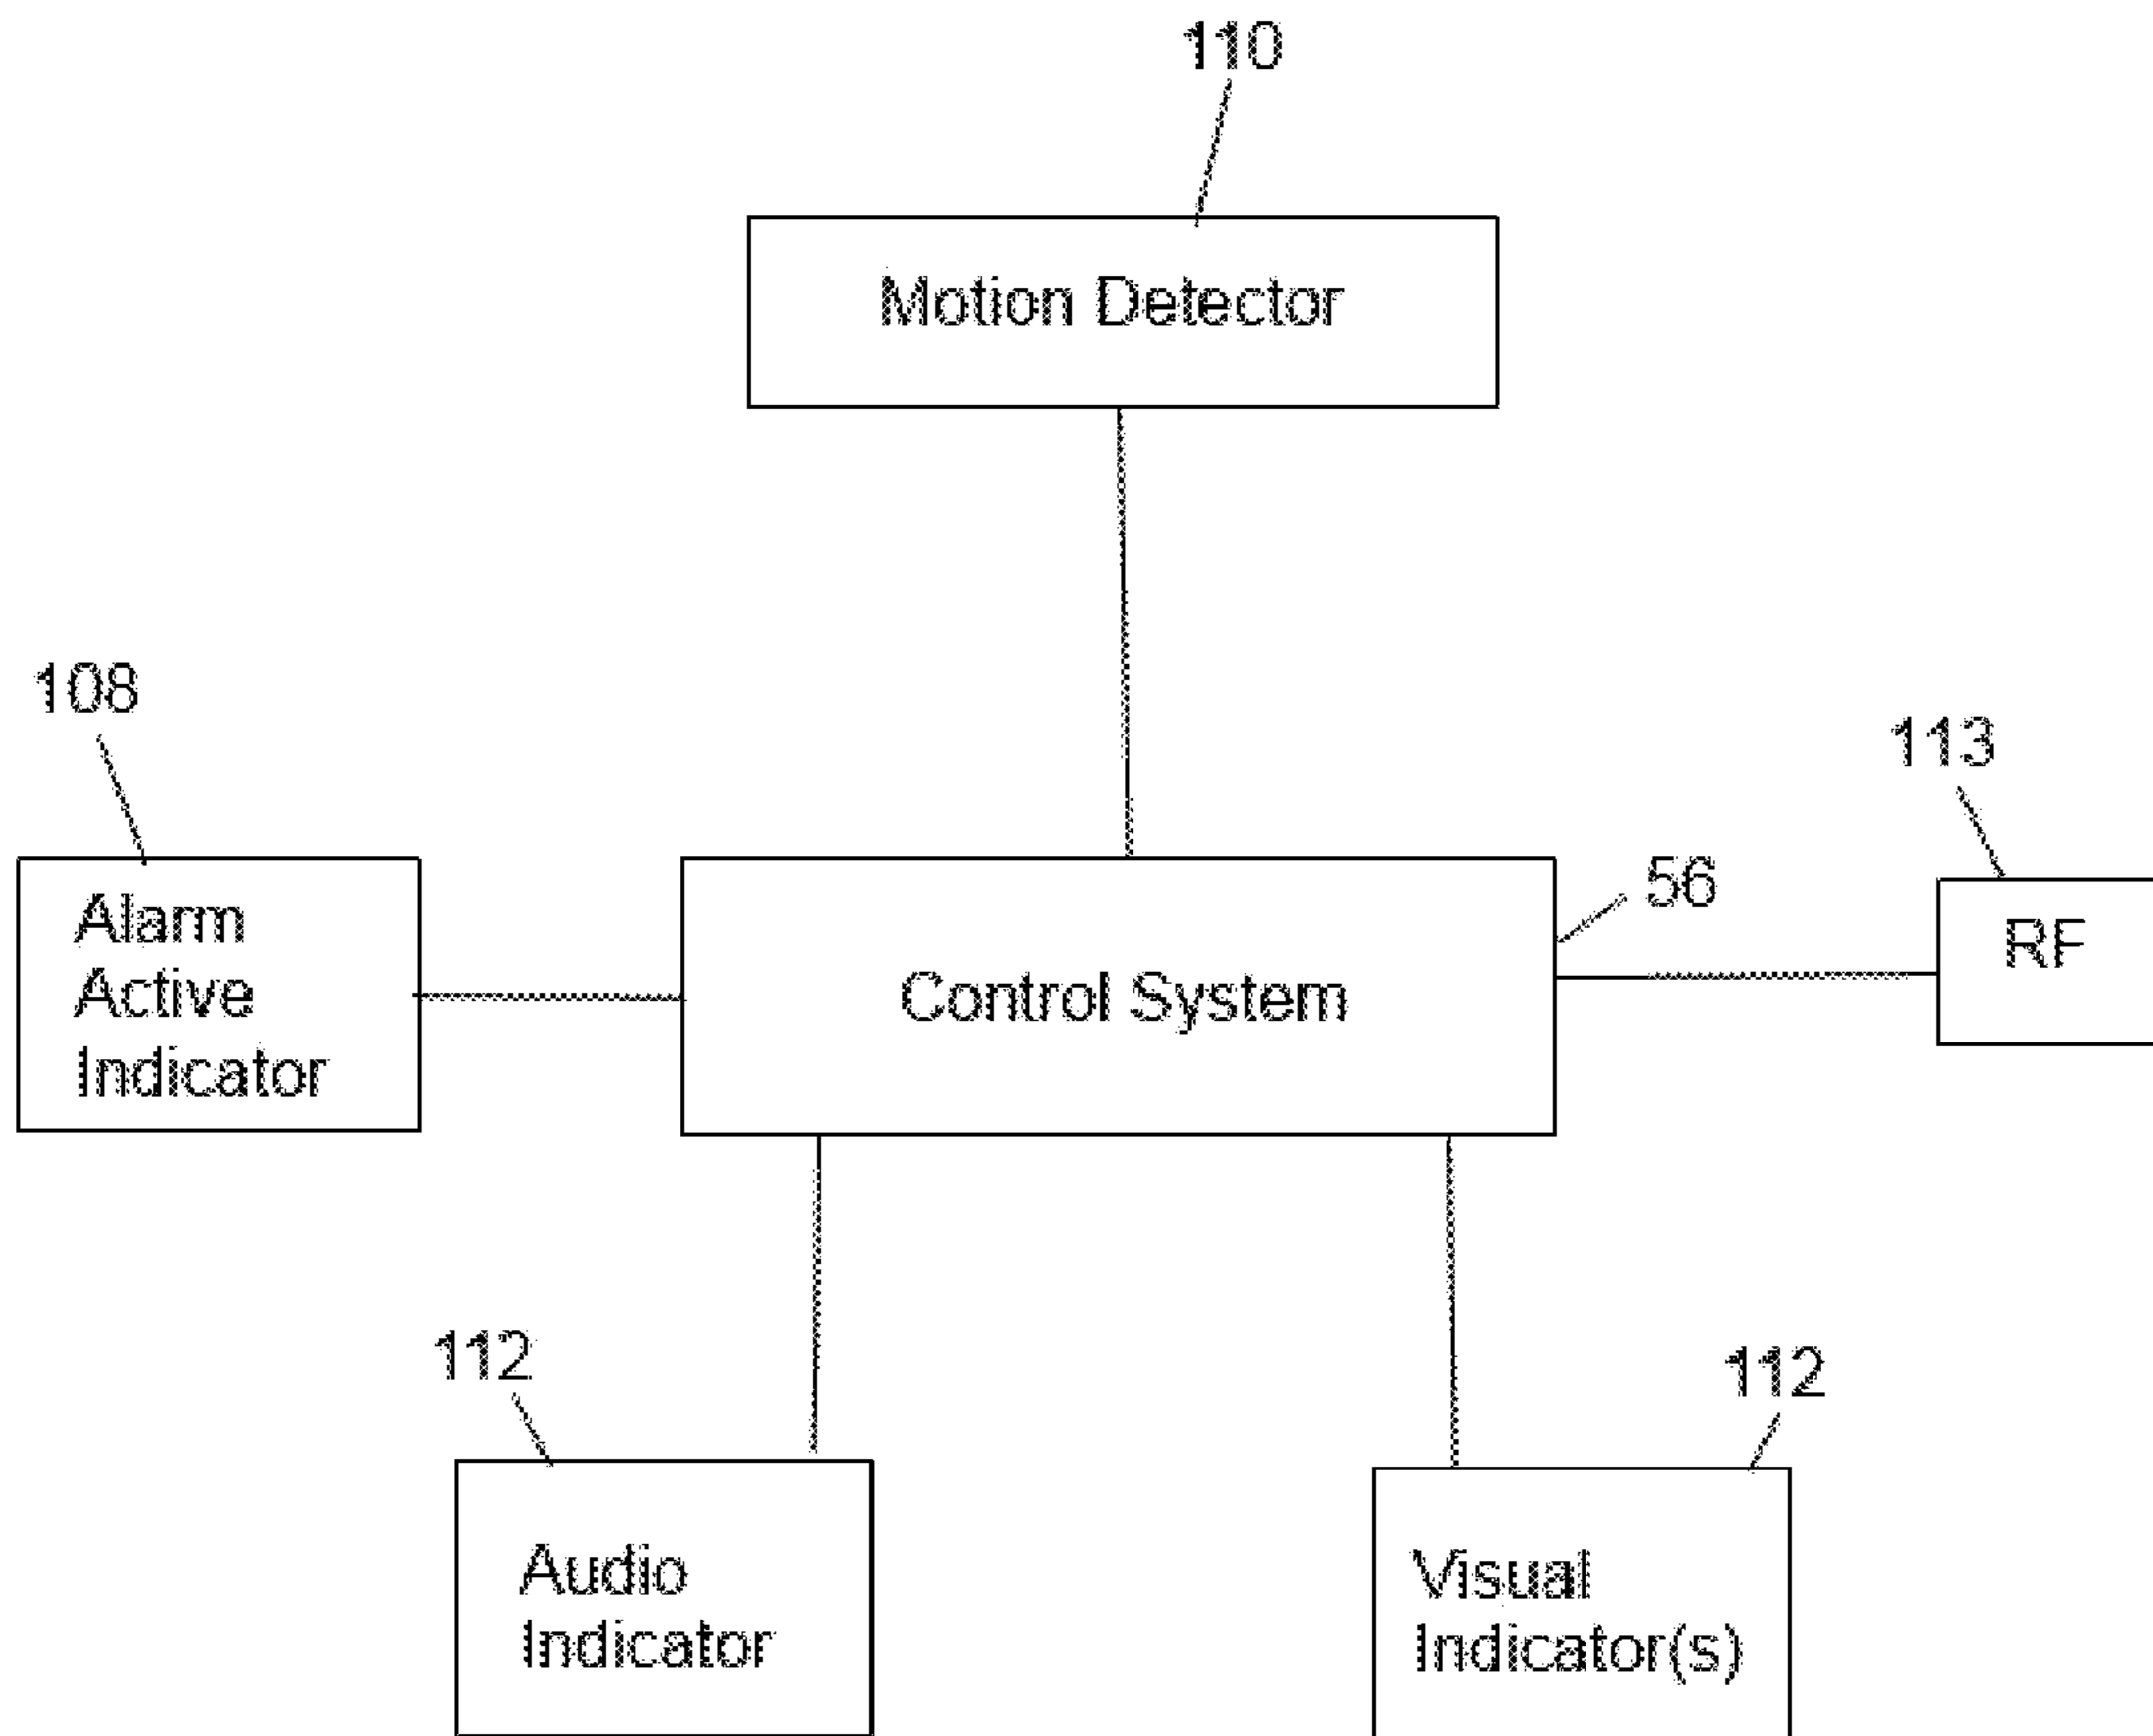 110
Motion Detector
108
113
Alarm
Active
Indicator
Control System
56
RF
112
112
Audio
Indicator
Visual
Indicator(s)